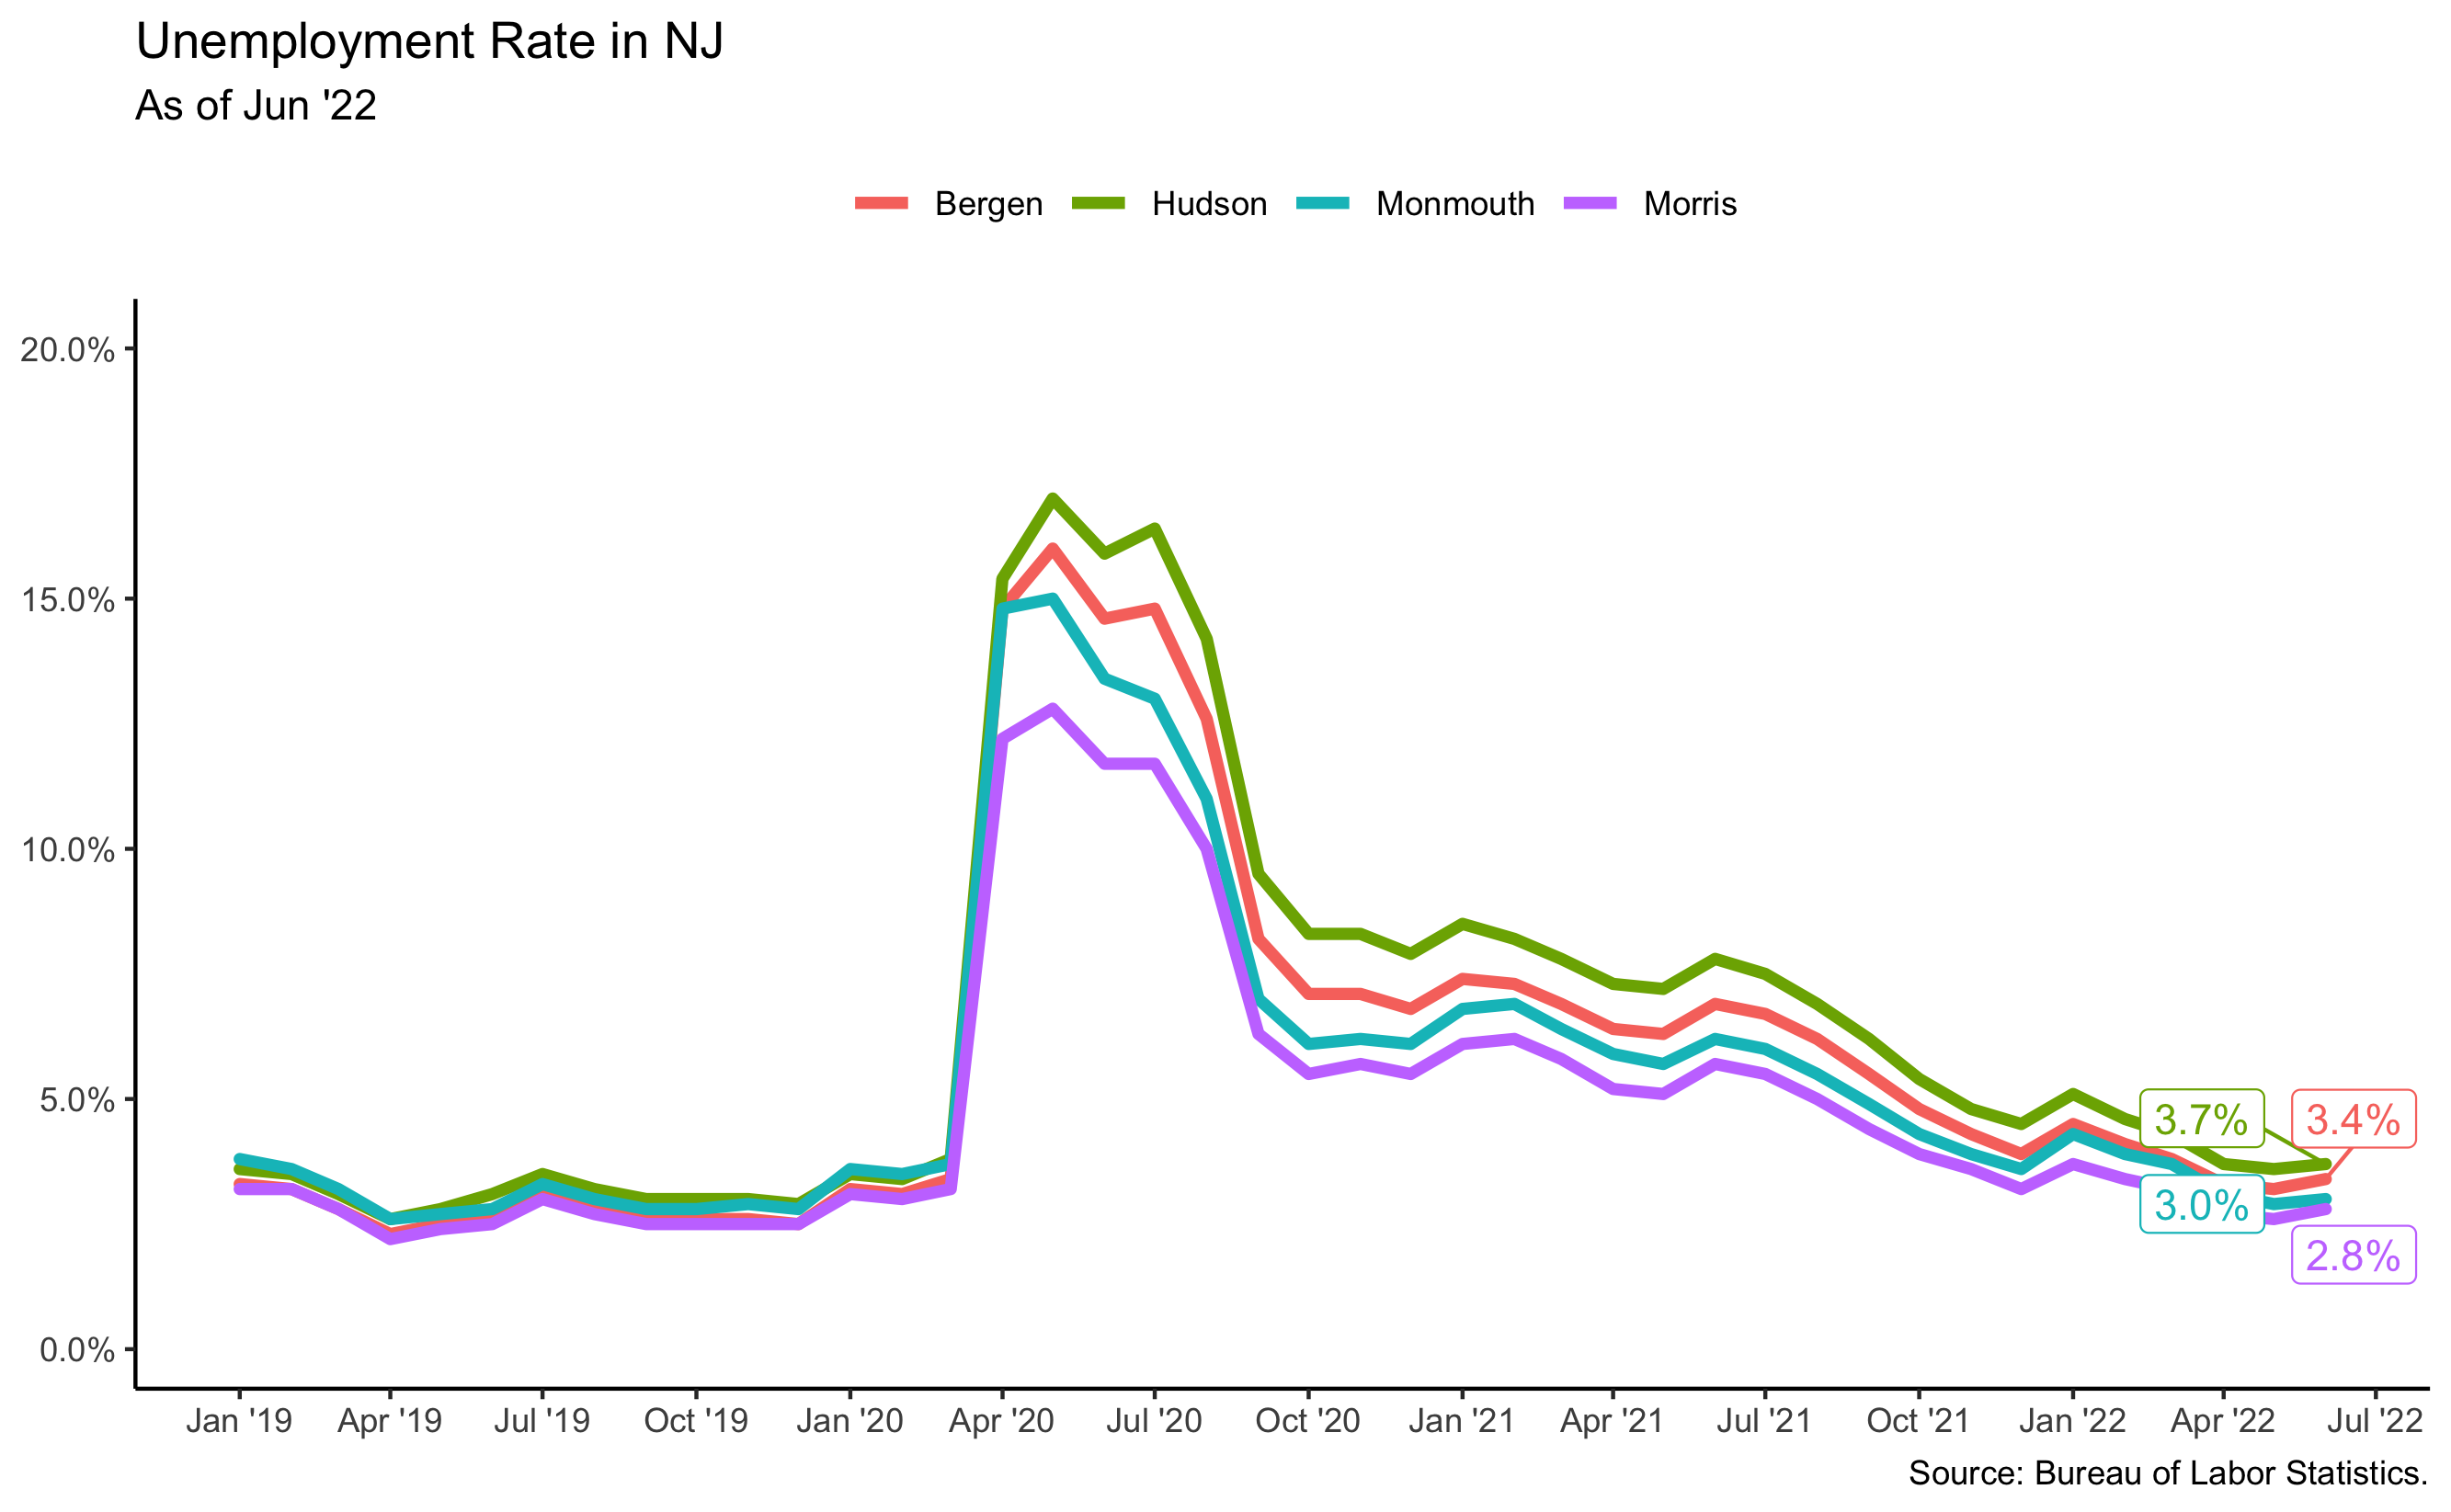 Unemployment Rate in NJ
As of Jun '22
Bergen Hudson Monmouth Morris
20.0%
15.0%
10.0%
5.0%
0.0%
3.7% 3.4%
3.0%
2.8%
Jan '19 Apr '19 Jul '19 Oct '19 Jan '20 Apr '20 Jul '20 Oct '20 Jan '21 Apr '21 Jul '21 Oct '21 Jan '22 Apr '22 Jul '22
Source: Bureau of Labor Statistics.